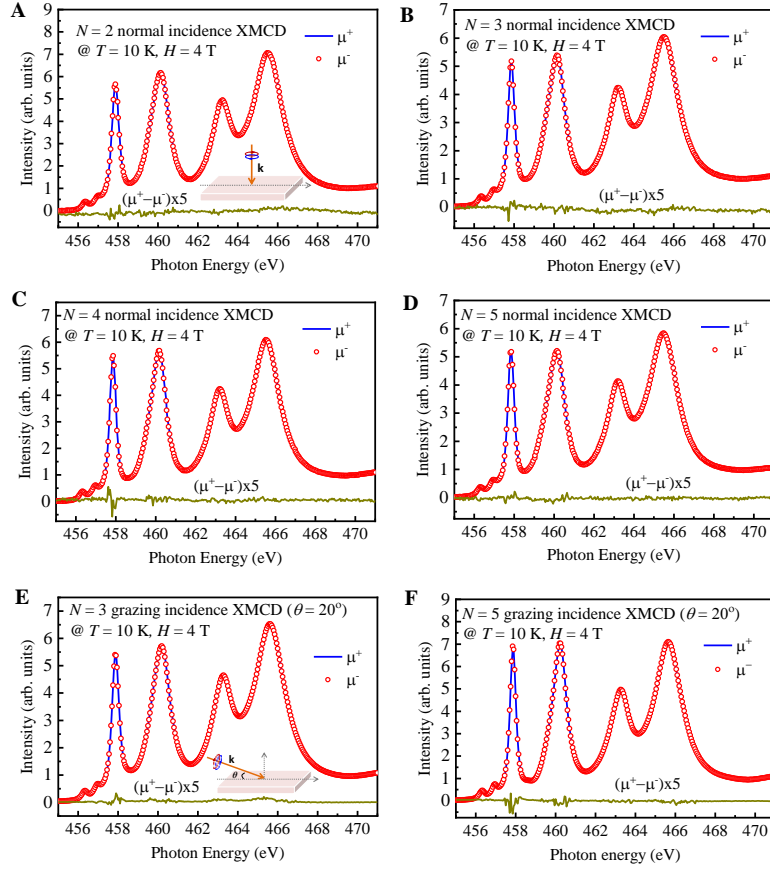 A
N = 2 normal incidence XMCD
@ T = 10 K, H = 4 T
μ⁺
μ⁻
k
(μ⁺−μ⁻)x5
Intensity (arb. units)
0 1 2 3 4 5 6 7 8 9
456 458 460 462 464 466 468 470
Photon Energy (eV)
B
N = 3 normal incidence XMCD
@ T = 10 K, H = 4 T
μ⁺
μ⁻
(μ⁺−μ⁻)x5
Intensity (arb. units)
0 1 2 3 4 5 6 7
456 458 460 462 464 466 468 470
Photon Energy (eV)
C
N = 4 normal incidence XMCD
@ T = 10 K, H = 4 T
μ⁺
μ⁻
(μ⁺−μ⁻)x5
Intensity (arb. units)
0 1 2 3 4 5 6 7
456 458 460 462 464 466 468 470
Photon Energy (eV)
D
N = 5 normal incidence XMCD
@ T = 10 K, H = 4 T
μ⁺
μ⁻
(μ⁺−μ⁻)x5
Intensity (arb. units)
0 1 2 3 4 5 6 7
456 458 460 462 464 466 468 470
Photon Energy (eV)
E
N = 3 grazing incidence XMCD (θ = 20°)
@ T = 10 K, H = 4 T
μ⁺
μ⁻
k
θ
(μ⁺−μ⁻)x5
Intensity (arb. units)
0 1 2 3 4 5 6 7
456 458 460 462 464 466 468 470
Photon Energy (eV)
F
N = 5 grazing incidence XMCD (θ = 20°)
@ T = 10 K, H = 4 T
μ⁺
μ⁻
(μ⁺−μ⁻)x5
Intensity (arb. units)
0 1 2 3 4 5 6 7 8 9
456 458 460 462 464 466 468 470
Photon energy (eV)